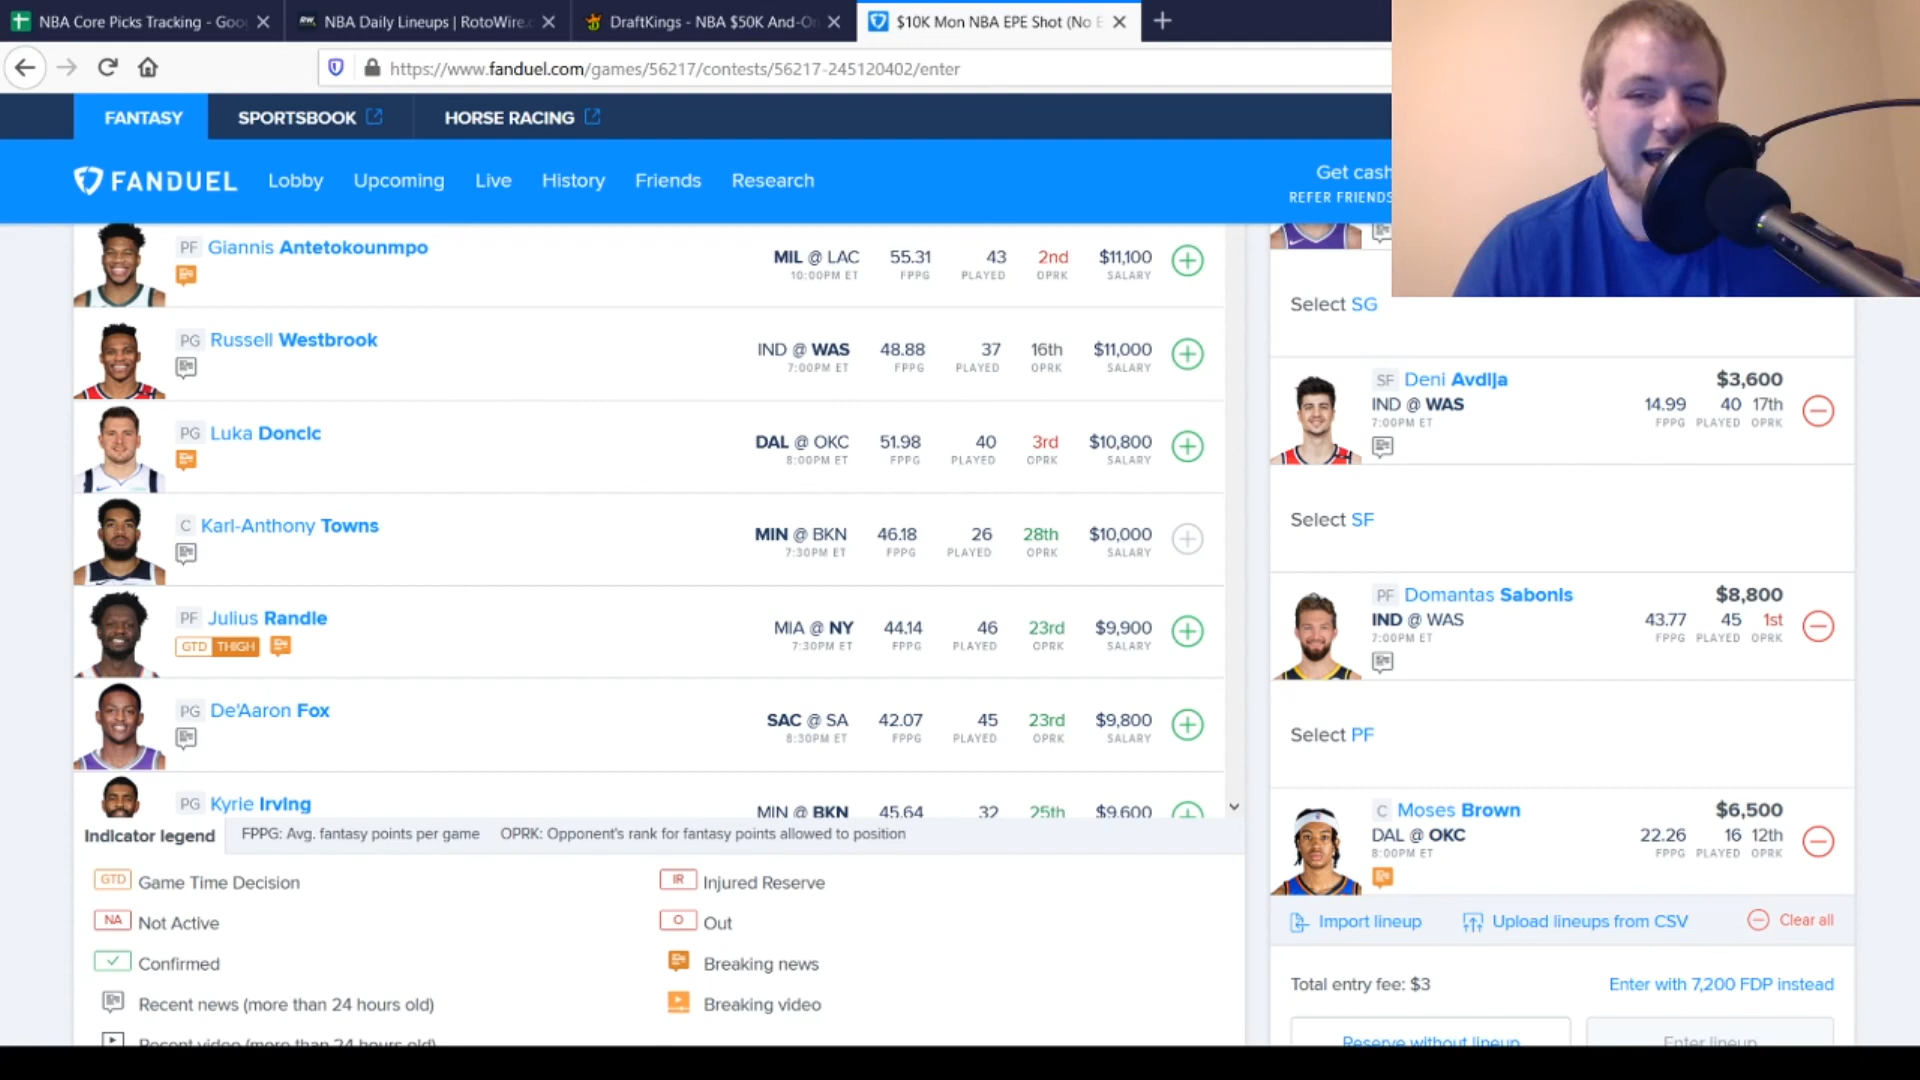 NBA Core Picks Tracking - Goo
NBA Daily Lineups | RotoWire.c
DraftKings - NBA $50K And-On
$10K Mon NBA EPE Shot (No E
https://www.fanduel.com/games/56217/contests/56217-245120402/enter
FANTASY SPORTSBOOK HORSE RACING
FANDUEL Lobby Upcoming Live History Friends Research
Get cash
REFER FRIENDS
PF Giannis Antetokounmpo
MIL @ LAC 55.31 43 2nd $11,100
10:00PM ET FPPG PLAYED OPRK SALARY
PG Russell Westbrook
IND @ WAS 48.88 37 16th $11,000
7:00PM ET FPPG PLAYED OPRK SALARY
PG Luka Doncic
DAL @ OKC 51.98 40 3rd $10,800
8:00PM ET FPPG PLAYED OPRK SALARY
C Karl-Anthony Towns
MIN @ BKN 46.18 26 28th $10,000
7:30PM ET FPPG PLAYED OPRK SALARY
PF Julius Randle
GTD THIGH
MIA @ NY 44.14 46 23rd $9,900
7:30PM ET FPPG PLAYED OPRK SALARY
PG De'Aaron Fox
SAC @ SA 42.07 45 23rd $9,800
8:30PM ET FPPG PLAYED OPRK SALARY
PG Kyrie Irving
MIN @ BKN 45.64 32 25th $9,600
Indicator legend FPPG: Avg. fantasy points per game OPRK: Opponent's rank for fantasy points allowed to position
GTD Game Time Decision
IR Injured Reserve
NA Not Active
O Out
Confirmed
Breaking news
Recent news (more than 24 hours old)
Breaking video
Recent video (more than 24 hours old)
Select SG
SF Deni Avdija $3,600
IND @ WAS 14.99 40 17th
7:00PM ET FPPG PLAYED OPRK
Select SF
PF Domantas Sabonis $8,800
IND @ WAS 43.77 45 1st
7:00PM ET FPPG PLAYED OPRK
Select PF
C Moses Brown $6,500
DAL @ OKC 22.26 16 12th
8:00PM ET FPPG PLAYED OPRK
Import lineup Upload lineups from CSV Clear all
Total entry fee: $3 Enter with 7,200 FDP instead
Reserve without lineup Enter lineup